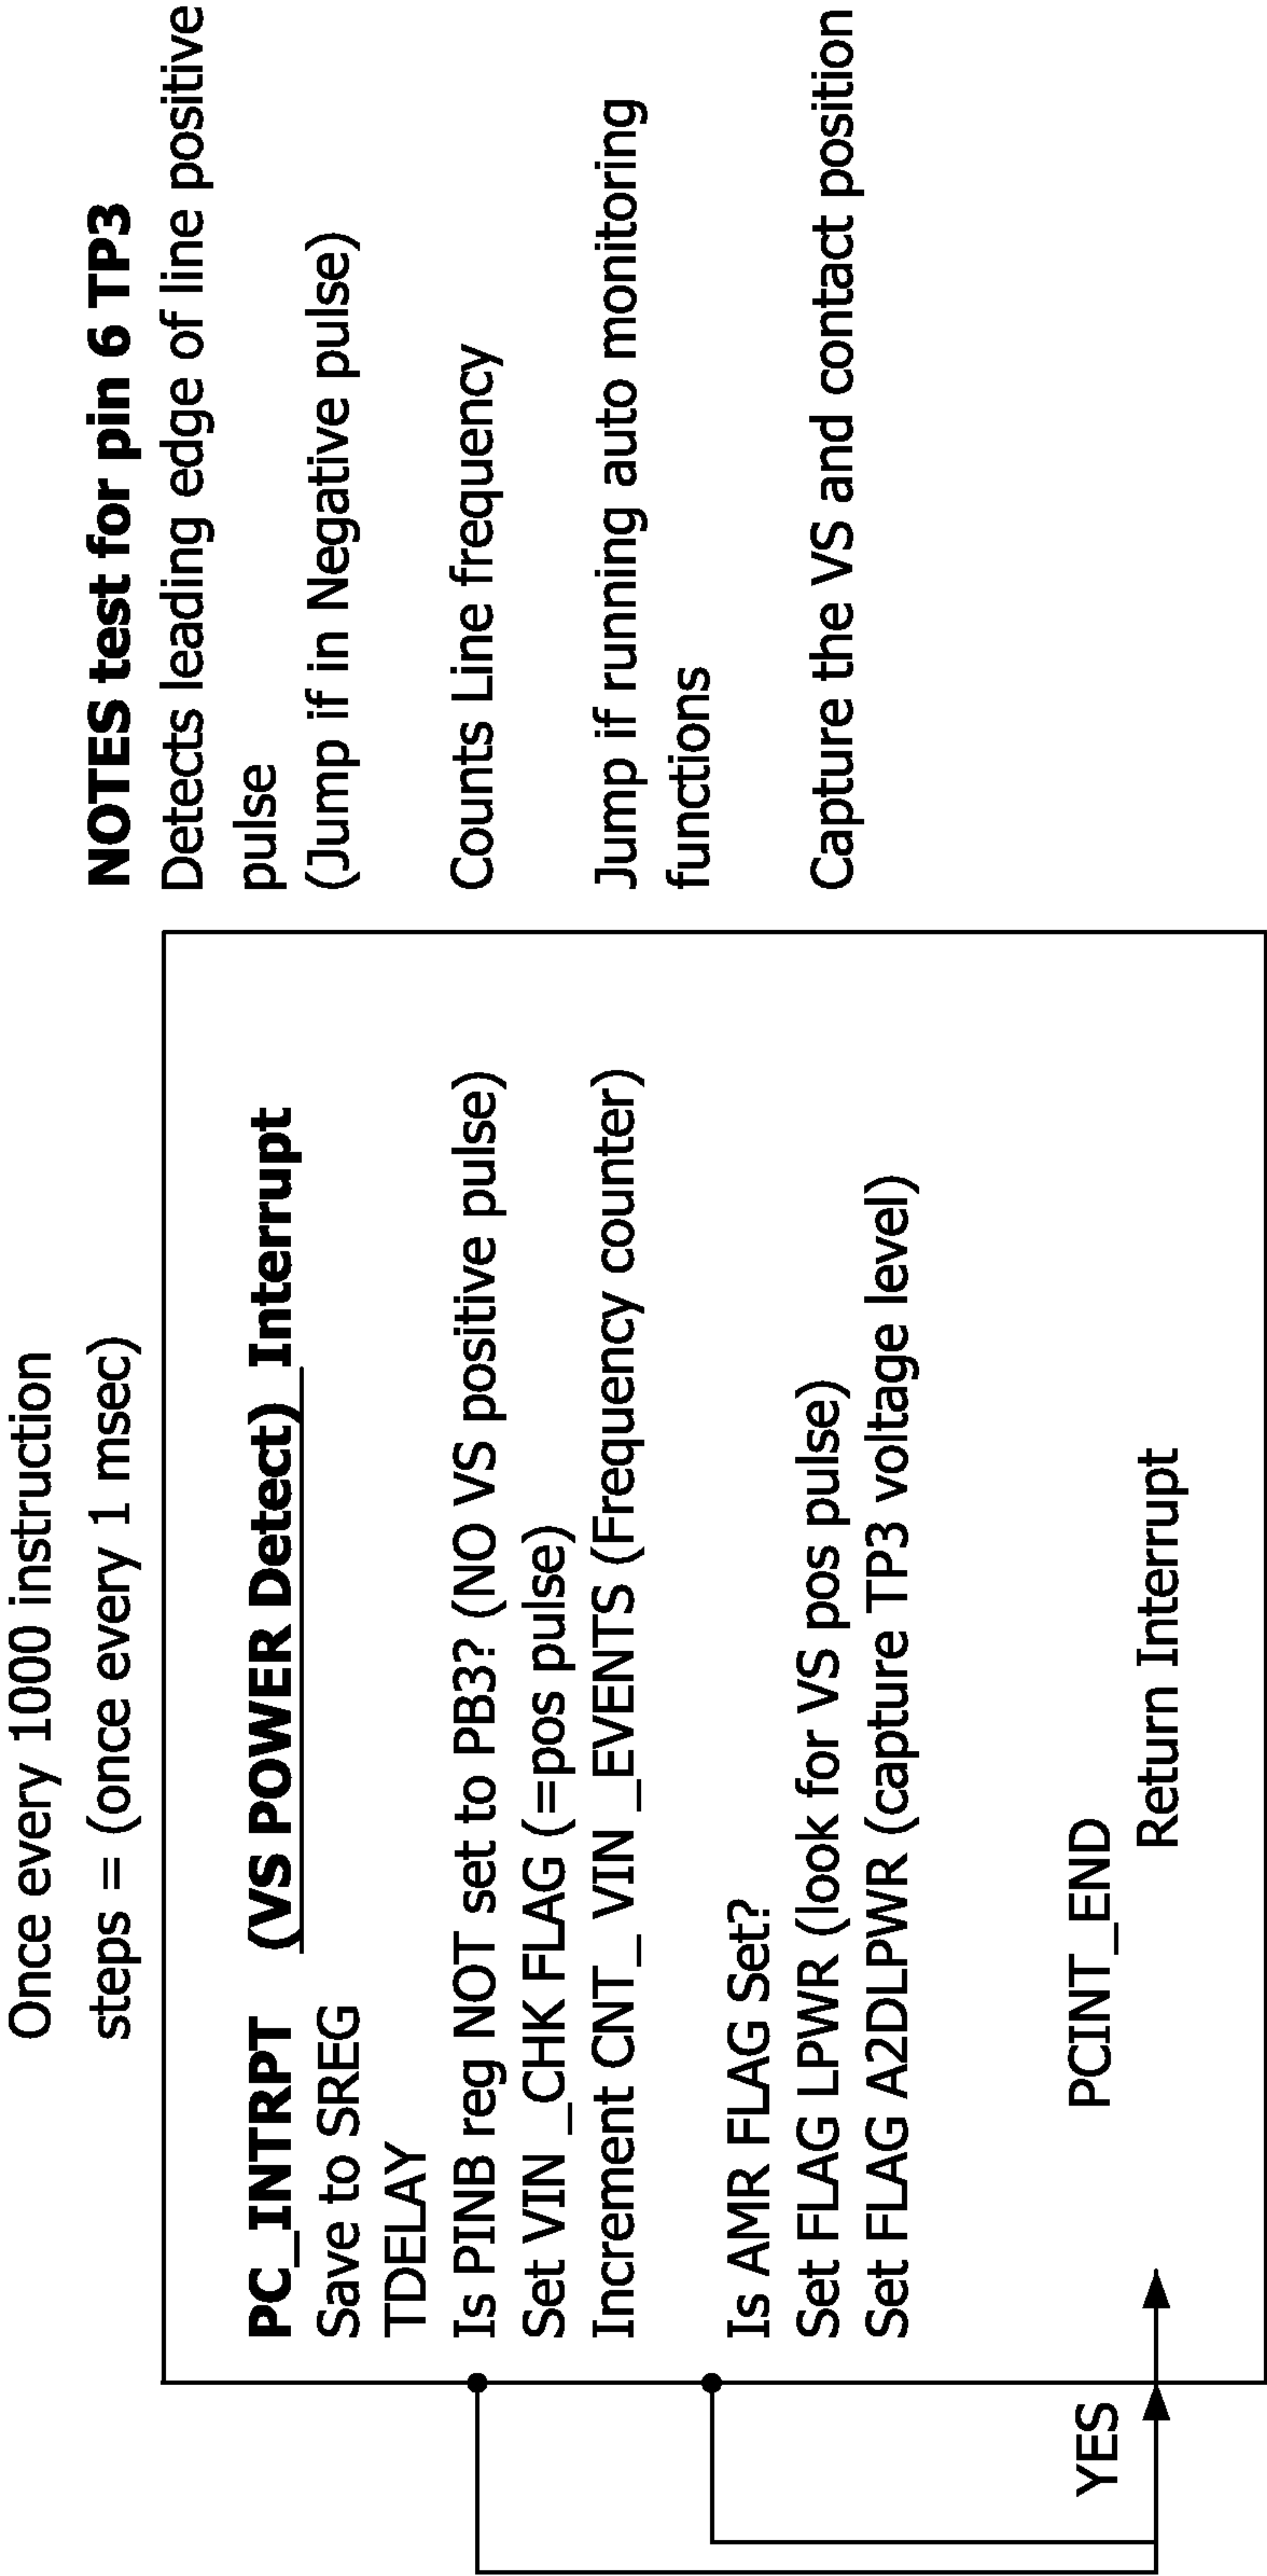 Once every 1000 instruction
steps = (once every 1 msec)
PC_INTRPT (VS POWER Detect) Interrupt
Save to SREG
TDELAY
Is PINB reg NOT set to PB3? (NO VS positive pulse)
Set VIN _CHK FLAG (=pos pulse)
Increment CNT_ VIN _EVENTS (Frequency counter)
Is AMR FLAG Set?
Set FLAG LPWR (look for VS pos pulse)
Set FLAG A2DLPWR (capture TP3 voltage level)
PCINT_END
Return Interrupt
YES
NOTES test for pin 6 TP3
Detects leading edge of line positive
pulse
(Jump if in Negative pulse)
Counts Line frequency
Jump if running auto monitoring
functions
Capture the VS and contact position